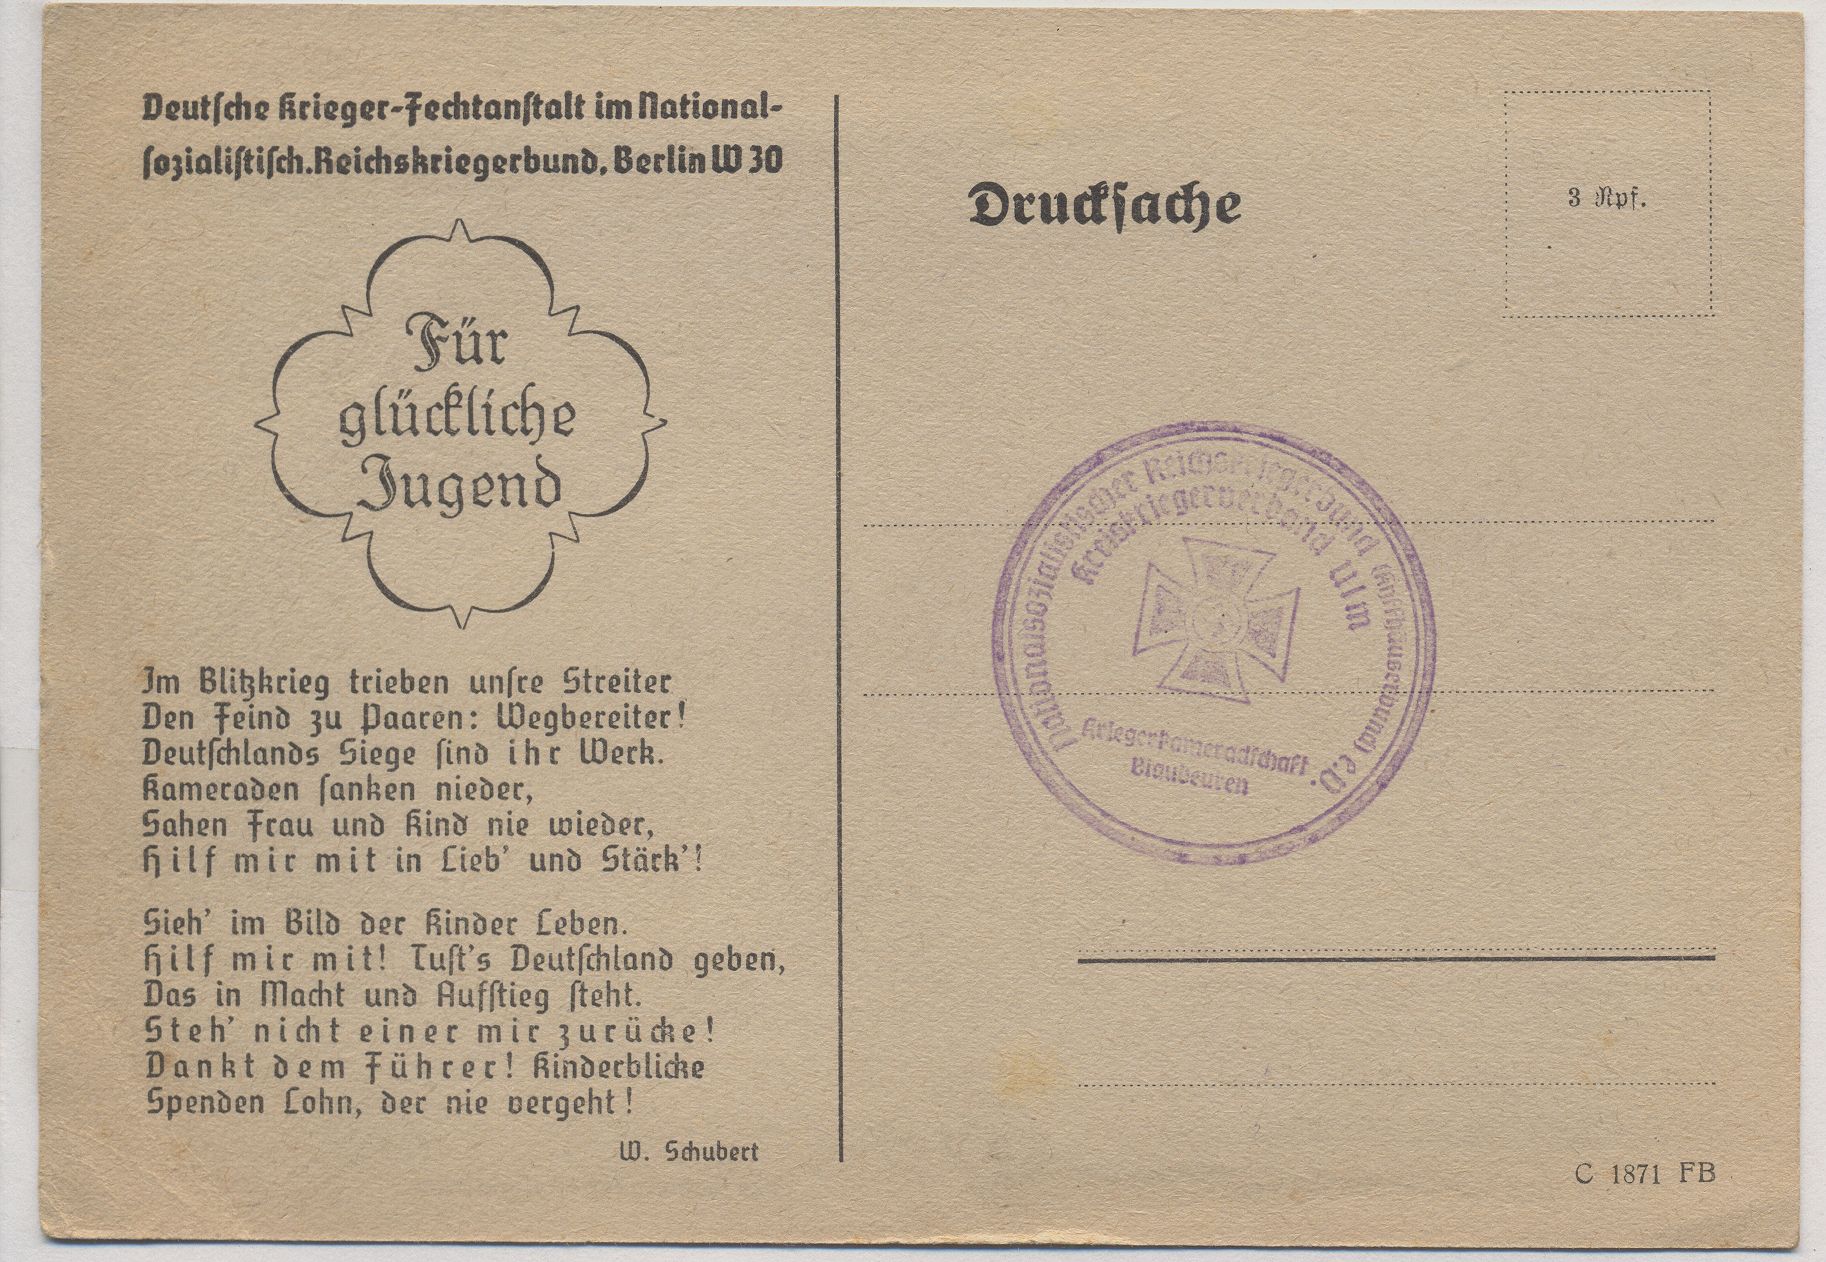 Deutſche Krieger-Fechtanſtalt im National-
ſozialiſtiſch. Reichskriegerbund, Berlin W 30
Für
glückliche
Jugend
Im Blitzkrieg trieben unſre Streiter
Den Feind zu Paaren: Wegbereiter!
Deutſchlands Siege ſind ihr Werk.
Kameraden ſanken nieder,
Sahen Frau und Kind nie wieder,
Hilf mir mit in Lieb' und Stärk'!
Sieh' im Bild der Kinder Leben.
Hilf mir mit! Tuſt's Deutſchland geben,
Das in Macht und Aufſtieg ſteht.
Steh' nicht einer mir zurücke!
Dankt dem Führer! Kinderblicke
Spenden Lohn, der nie vergeht!
W. Schubert
Druckſache
3 Rpf.
Nationalsozialistischer Reichskriegerbund (Kyffhäuserbund) e.V.
Kreiskriegerverband Ulm
Kriegerkameradschaft
Blaubeuren
C 1871 FB